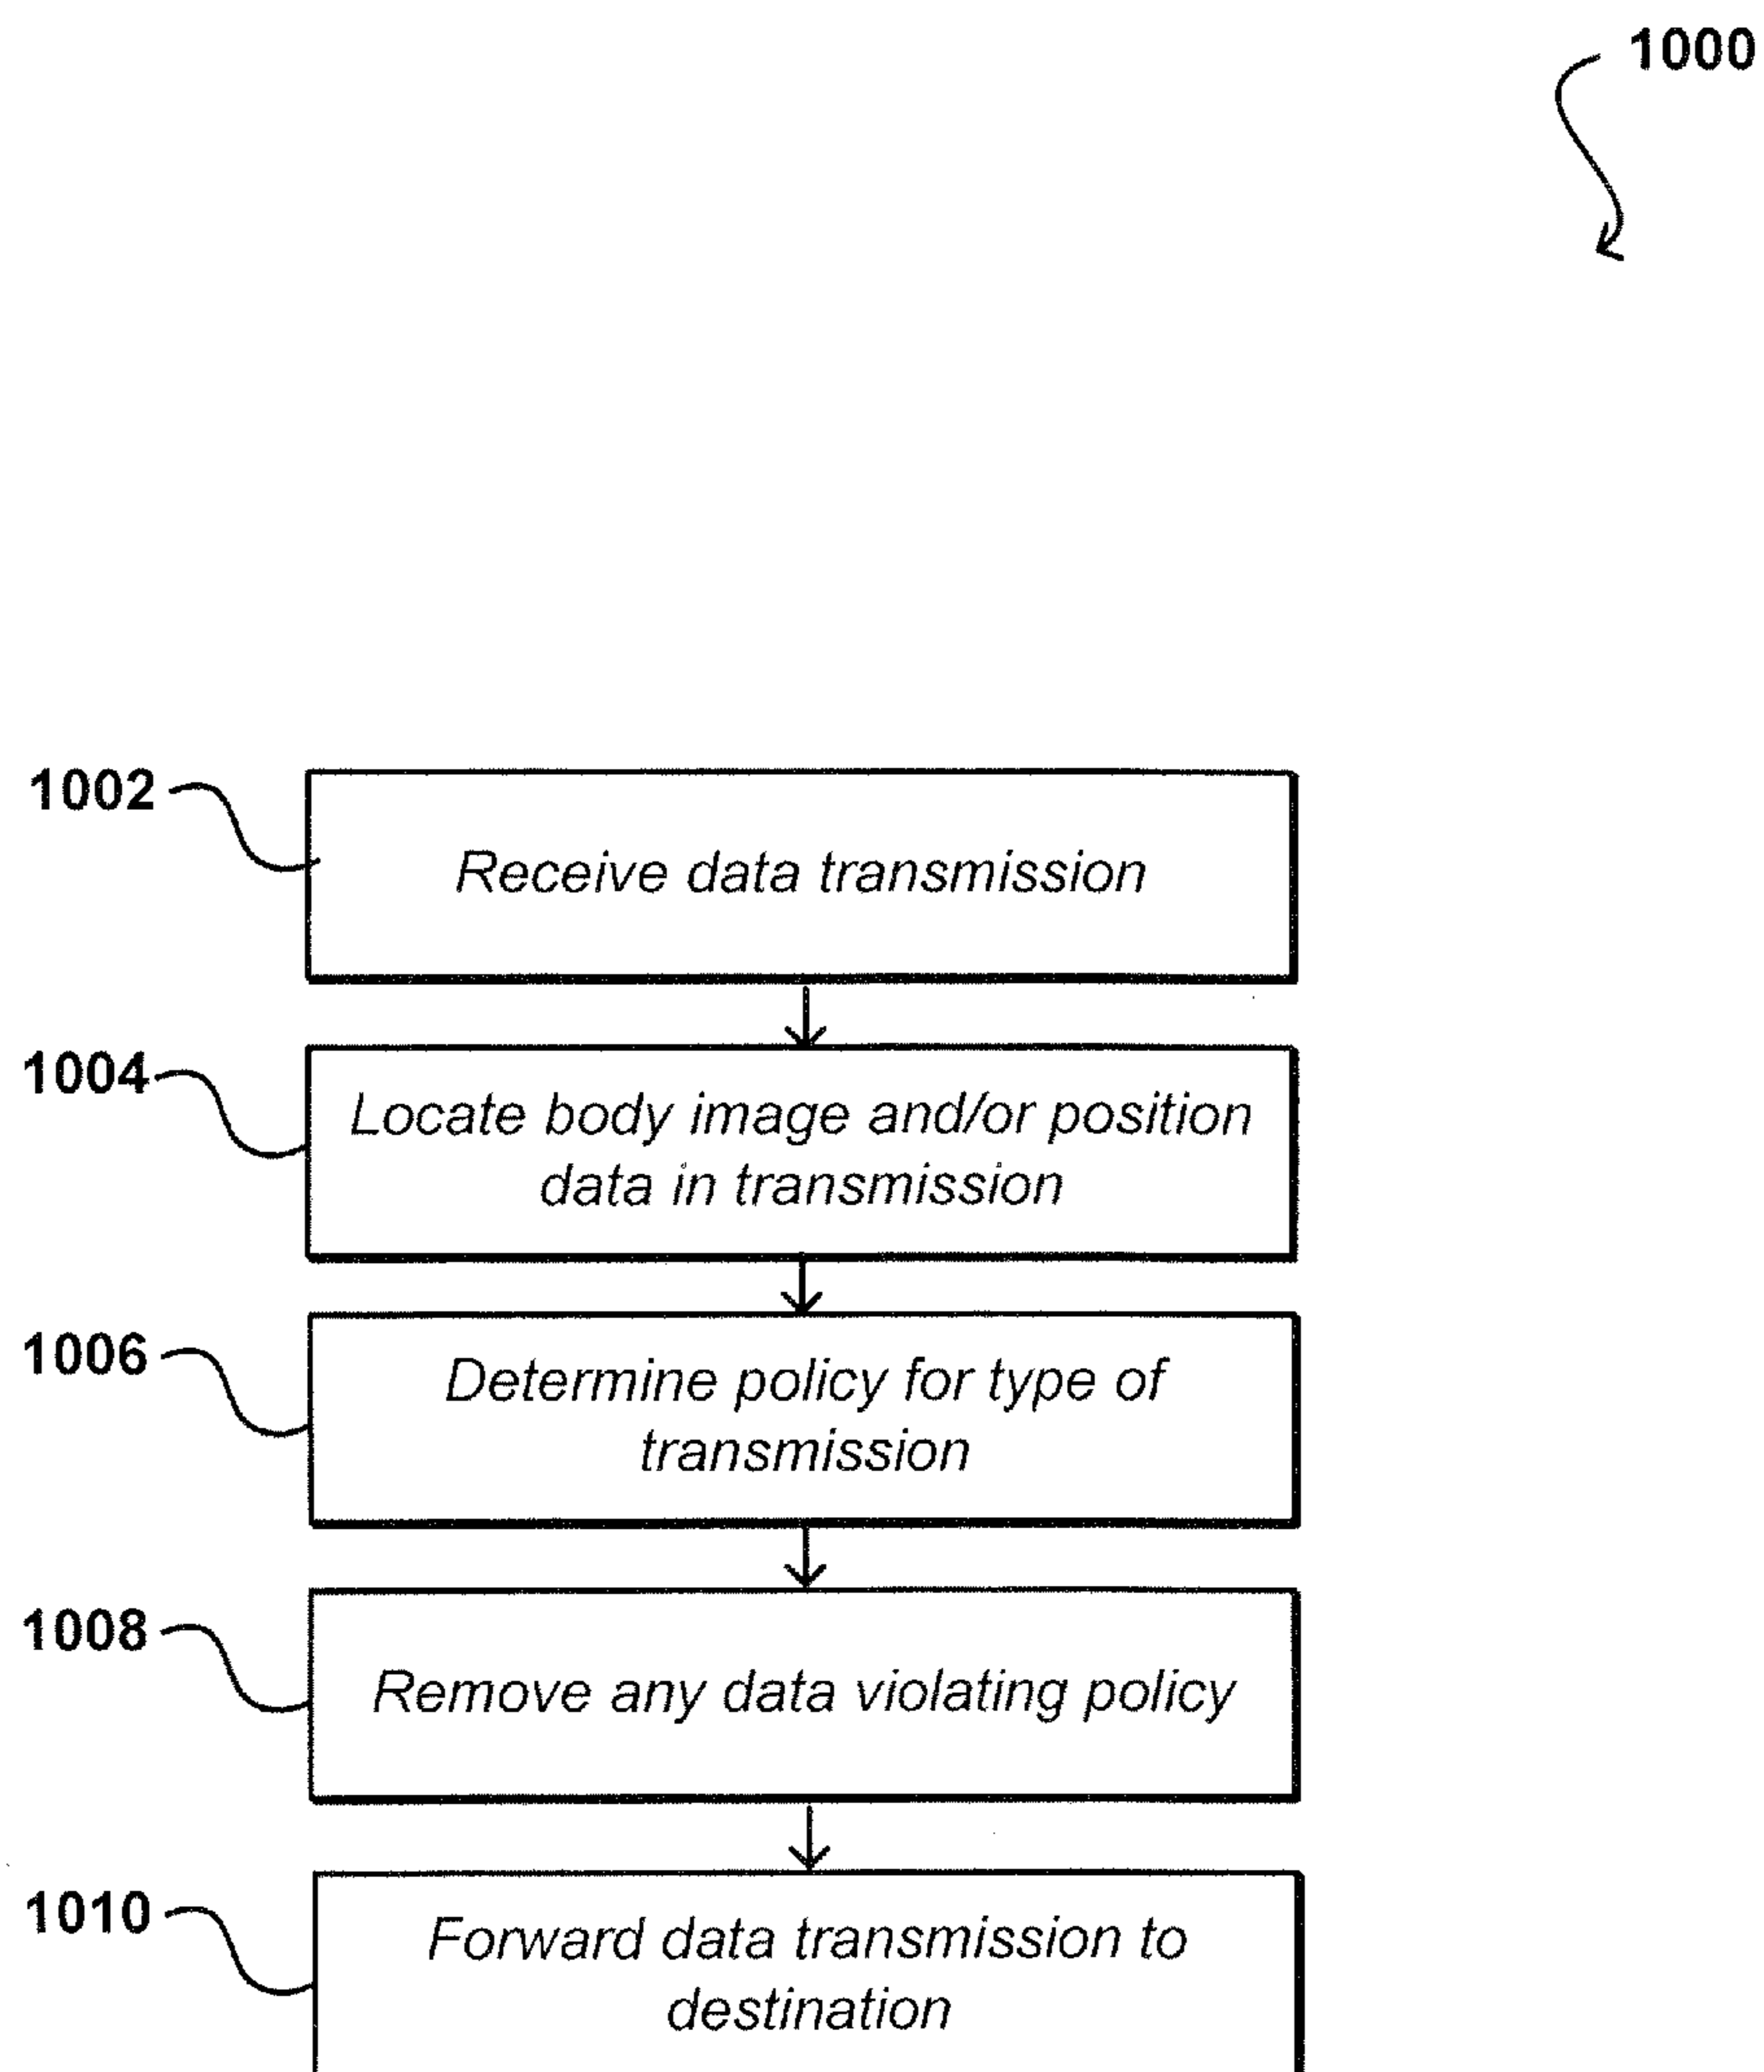 1000
1002
Receive data transmission
1004
Locate body image and/or position
data in transmission
1006
Determine policy for type of
transmission
1008
Remove any data violating policy
1010
Forward data transmission to
destination